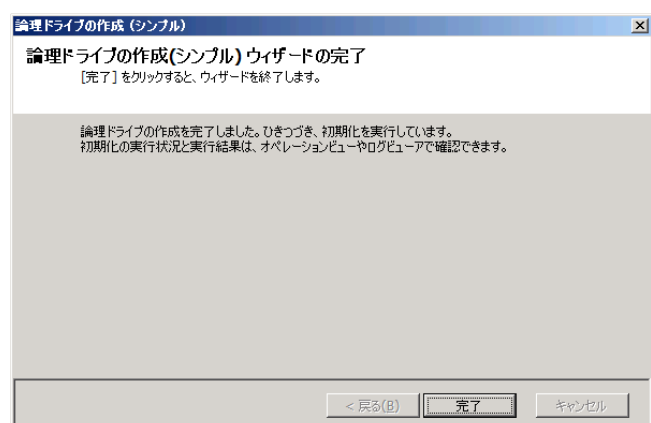 論理ドライブの作成 (シンプル)
論理ドライブの作成(シンプル) ウィザードの完了
[完了] をクリックすると、ウィザードを終了します。
論理ドライブの作成を完了しました。ひきつづき、初期化を実行しています。
初期化の実行状況と実行結果は、オペレーションビューやログビューアで確認できます。
< 戻る(B)
完了
キャンセル